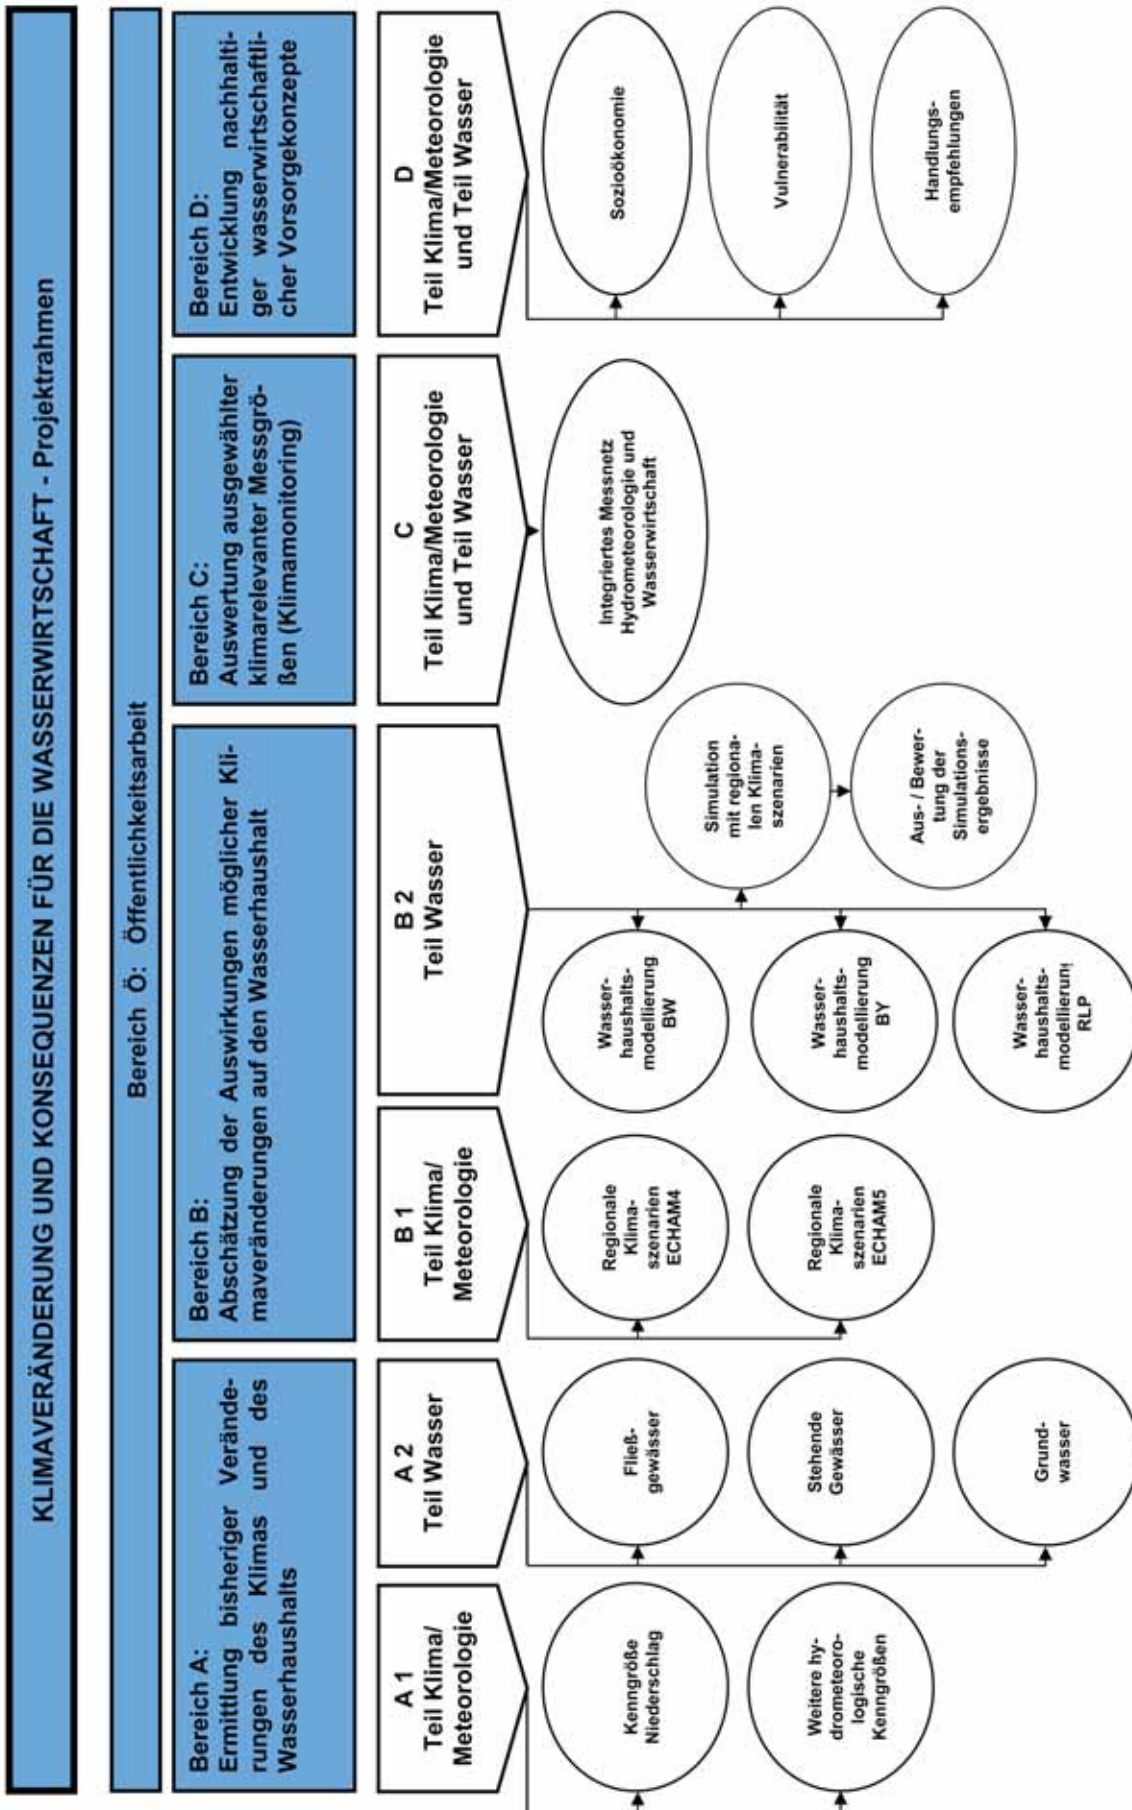 KLIMAVERÄNDERUNG UND KONSEQUENZEN FÜR DIE WASSERWIRTSCHAFT - Projektrahmen
Bereich Ö: Öffentlichkeitsarbeit
Bereich A:
Ermittlung bisheriger Verände-
rungen des Klimas und des
Wasserhaushalts
Bereich B:
Abschätzung der Auswirkungen möglicher Kli-
maveränderungen auf den Wasserhaushalt
Bereich C:
Auswertung ausgewählter
klimarelevanter Messgrö-
ßen (Klimamonitoring)
Bereich D:
Entwicklung nachhalti-
ger wasserwirtschaftli-
cher Vorsorgekonzepte
A 1
Teil Klima/
Meteorologie
A 2
Teil Wasser
B 1
Teil Klima/
Meteorologie
B 2
Teil Wasser
C
Teil Klima/Meteorologie
und Teil Wasser
D
Teil Klima/Meteorologie
und Teil Wasser
Kenngröße
Niederschlag
Weitere hy-
drometeoro-
logische
Kenngrößen
Fließ-
gewässer
Stehende
Gewässer
Grund-
wasser
Regionale
Klima-
szenarien
ECHAM4
Regionale
Klima-
szenarien
ECHAM5
Wasser-
haushalts-
modellierung
BW
Wasser-
haushalts-
modellierung
BY
Wasser-
haushalts-
modellierung
RLP
Simulation
mit regiona-
len Klima-
szenarien
Aus- / Bewer-
tung der
Simulations-
ergebnisse
Integriertes Messnetz
Hydrometeorologie und
Wasserwirtschaft
Sozioökonomie
Vulnerabilität
Handlungs-
empfehlungen